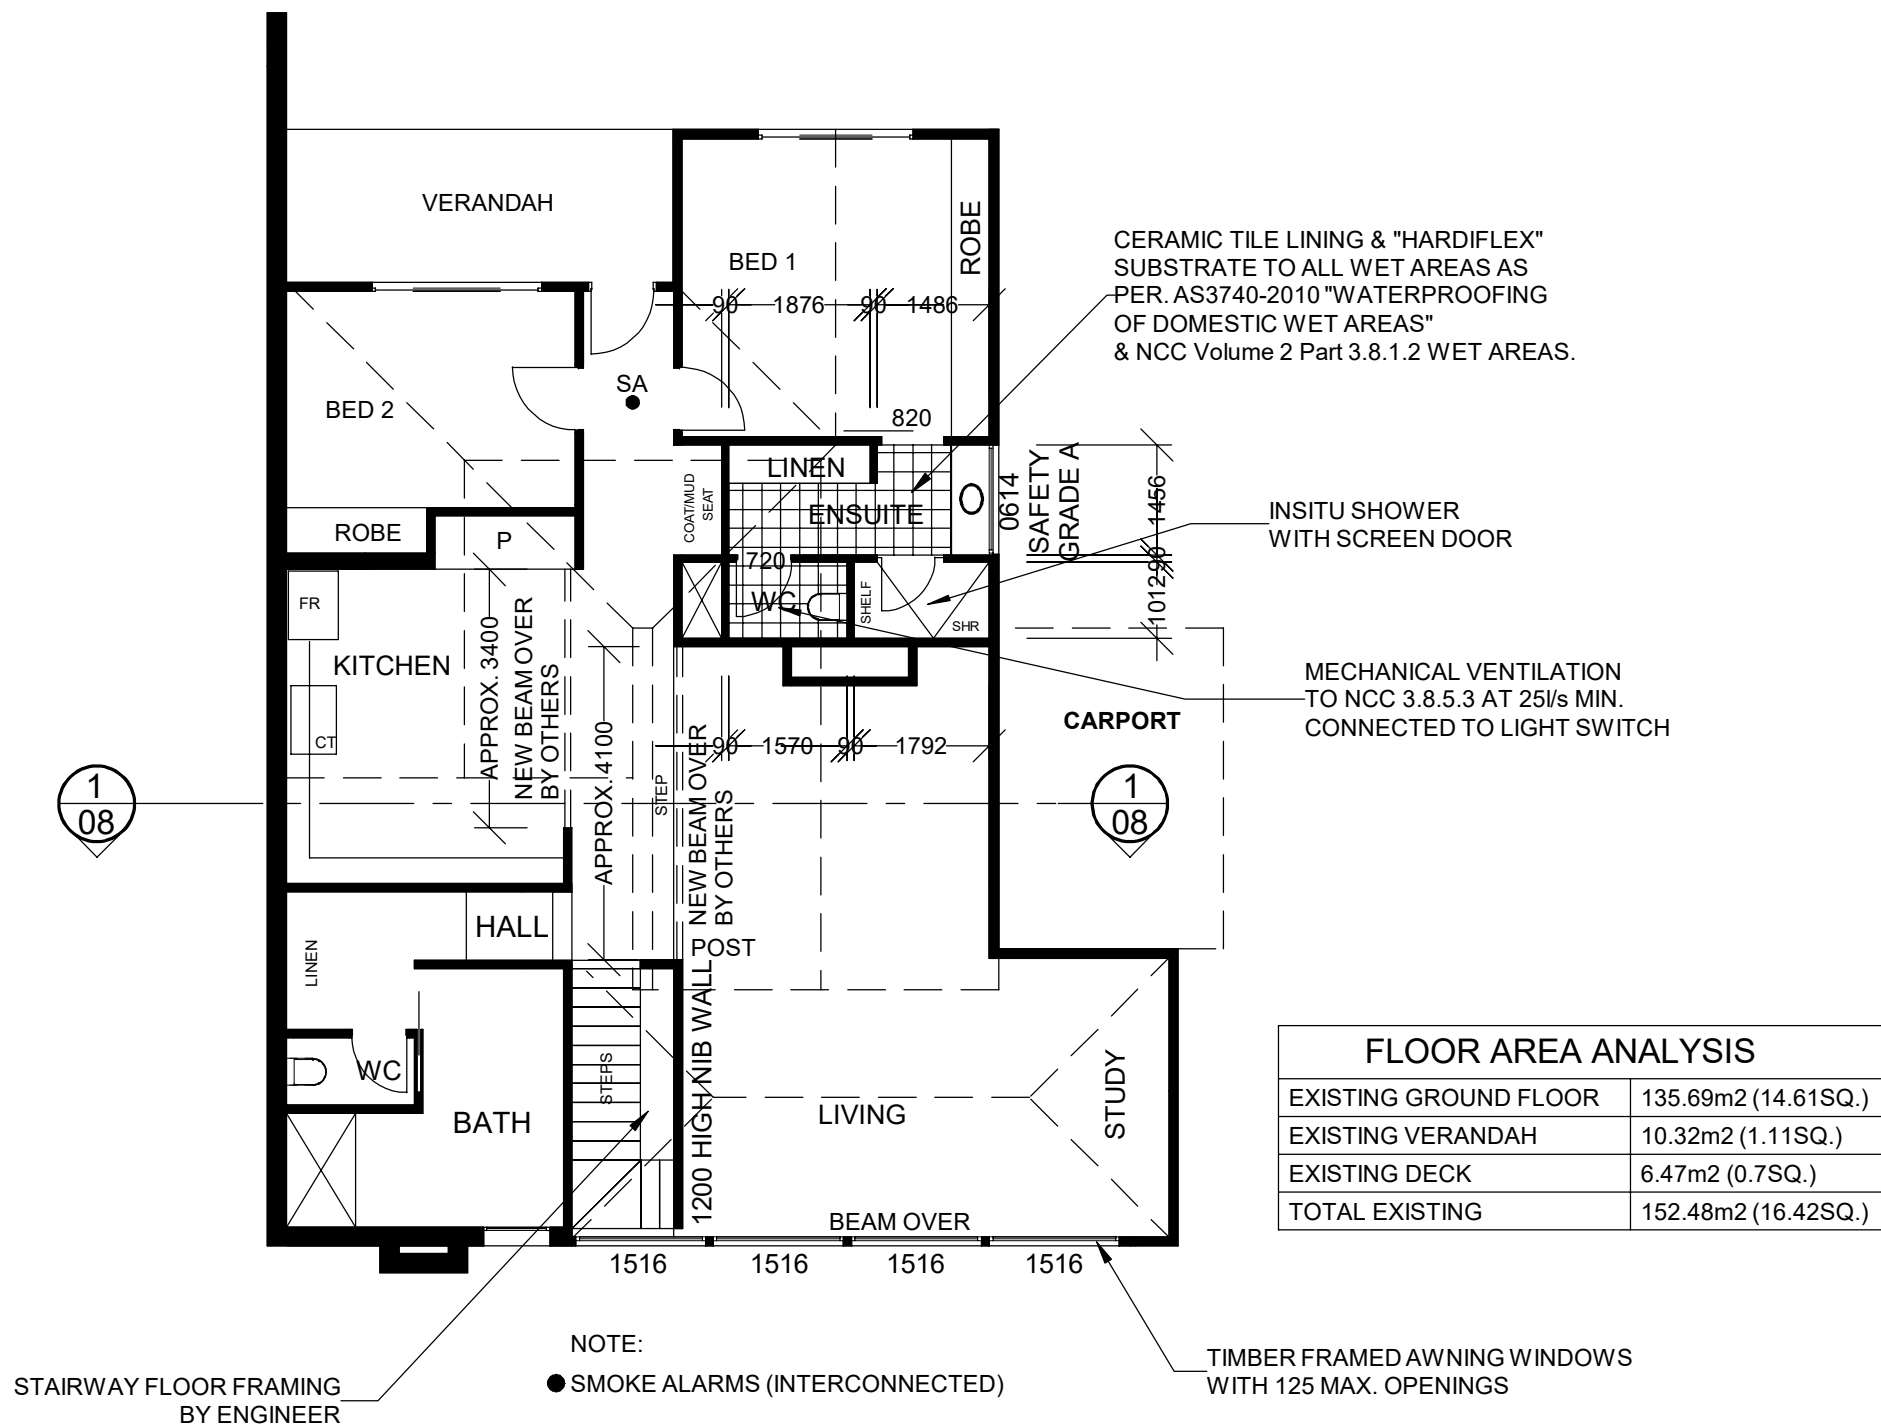 VERANDAH
BED 1
ROBE
CERAMIC TILE LINING & "HARDIFLEX"
SUBSTRATE TO ALL WET AREAS AS
PER. AS3740-2010 "WATERPROOFING
OF DOMESTIC WET AREAS"
& NCC Volume 2 Part 3.8.1.2 WET AREAS.
90 1876 90 1486
SA
BED 2
820
LINEN
ENSUITE
COAT/MUD
SEAT
0614
SAFETY
GRADE A
1456
90
1012
INSITU SHOWER
WITH SCREEN DOOR
ROBE
P
720
WC
SHELF
SHR
FR
KITCHEN
CT
APPROX. 3400
NEW BEAM OVER
BY OTHERS
APPROX. 4100
STEP
NEW BEAM OVER
BY OTHERS
MECHANICAL VENTILATION
TO NCC 3.8.5.3 AT 25l/s MIN.
CONNECTED TO LIGHT SWITCH
CARPORT
90 1570 90 1792
1
08
1
08
HALL
POST
LINEN
1200 HIGH NIB WALL
WC
STEPS
BATH
LIVING
STUDY
BEAM OVER
1516 1516 1516 1516
FLOOR AREA ANALYSIS
EXISTING GROUND FLOOR 135.69m2 (14.61SQ.)
EXISTING VERANDAH 10.32m2 (1.11SQ.)
EXISTING DECK 6.47m2 (0.7SQ.)
TOTAL EXISTING 152.48m2 (16.42SQ.)
NOTE:
SMOKE ALARMS (INTERCONNECTED)
TIMBER FRAMED AWNING WINDOWS
WITH 125 MAX. OPENINGS
STAIRWAY FLOOR FRAMING
BY ENGINEER